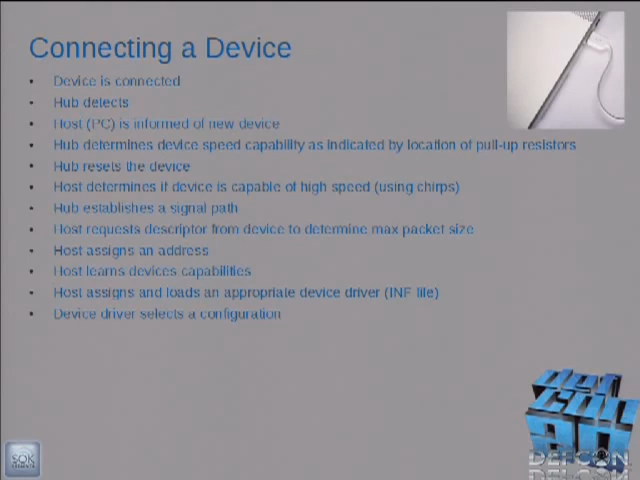 Connecting a Device
• Device is connected
• Hub detects
• Host (PC) is informed of new device
• Hub determines device speed capability as indicated by location of pull-up resistors
• Hub resets the device
• Host determines if device is capable of high speed (using chirps)
• Hub establishes a signal path
• Host requests descriptor from device to determine max packet size
• Host assigns an address
• Host learns devices capabilities
• Host assigns and loads an appropriate device driver (INF file)
• Device driver selects a configuration
DEFCON
SOK